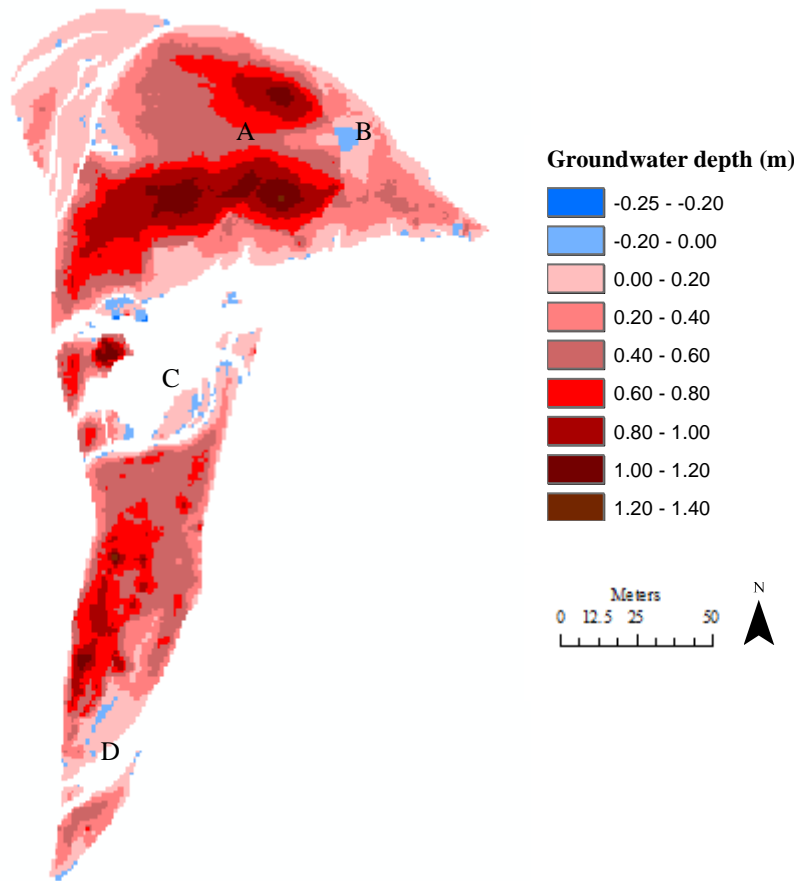 A
B
C
D
Groundwater depth (m)
-0.25 - -0.20
-0.20 - 0.00
0.00 - 0.20
0.20 - 0.40
0.40 - 0.60
0.60 - 0.80
0.80 - 1.00
1.00 - 1.20
1.20 - 1.40
Meters
0 12.5 25 50
N